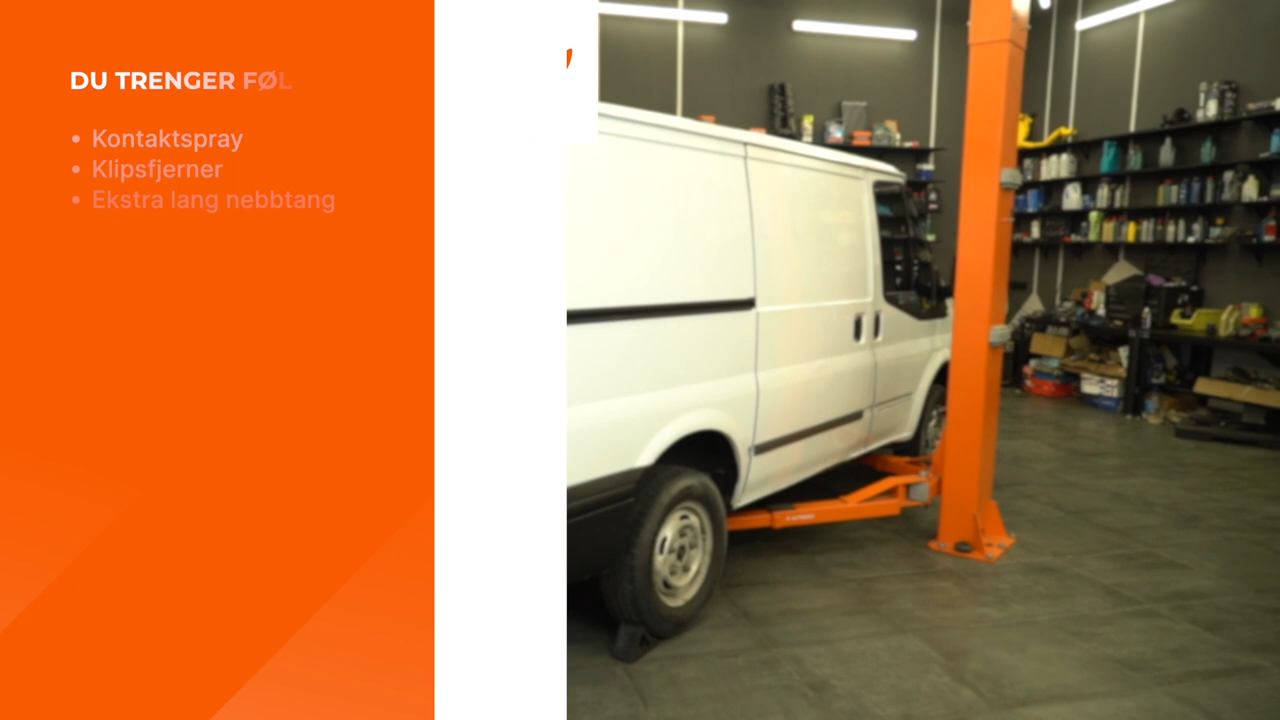 DU TRENGER FØL
• Kontaktspray
• Klipsfjerner
• Ekstra lang nebbtang